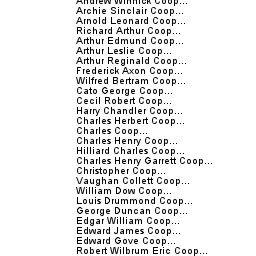 Andrew Winnick Coop...
Archie Sinclair Coop...
Arnold Leonard Coop...
Richard Arthur Coop...
Arthur Edmund Coop...
Arthur Leslie Coop...
Arthur Reginald Coop...
Frederick Axon Coop...
Wilfred Bertram Coop...
Cato George Coop...
Cecil Robert Coop...
Harry Chandler Coop...
Charles Herbert Coop...
Charles Coop...
Charles Henry Coop...
Hilliard Charles Coop...
Charles Henry Garrett Coop...
Christopher Coop...
Vaughan Collett Coop...
William Dow Coop...
Louis Drummond Coop...
George Duncan Coop...
Edgar William Coop...
Edward James Coop...
Edward Gove Coop...
Robert Wilbrum Eric Coop...